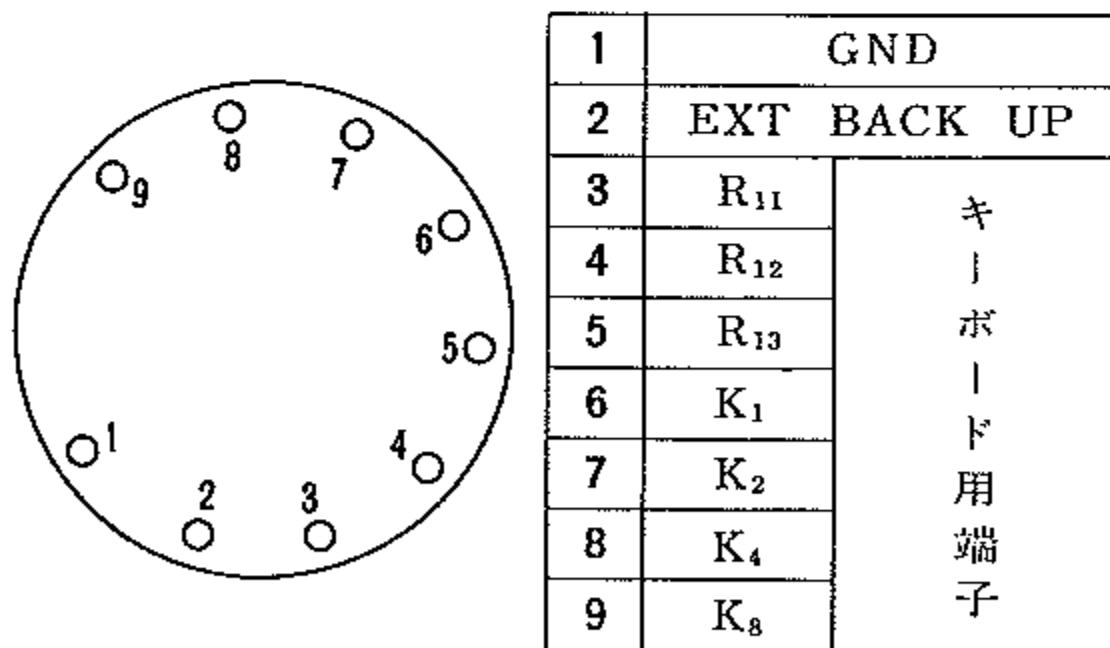 8
7
9
6
5
1
4
2
3
1 GND
2 EXT BACK UP
3 R₁₁
4 R₁₂
5 R₁₃
6 K₁
7 K₂
8 K₄
9 K₈
キーボード用端子